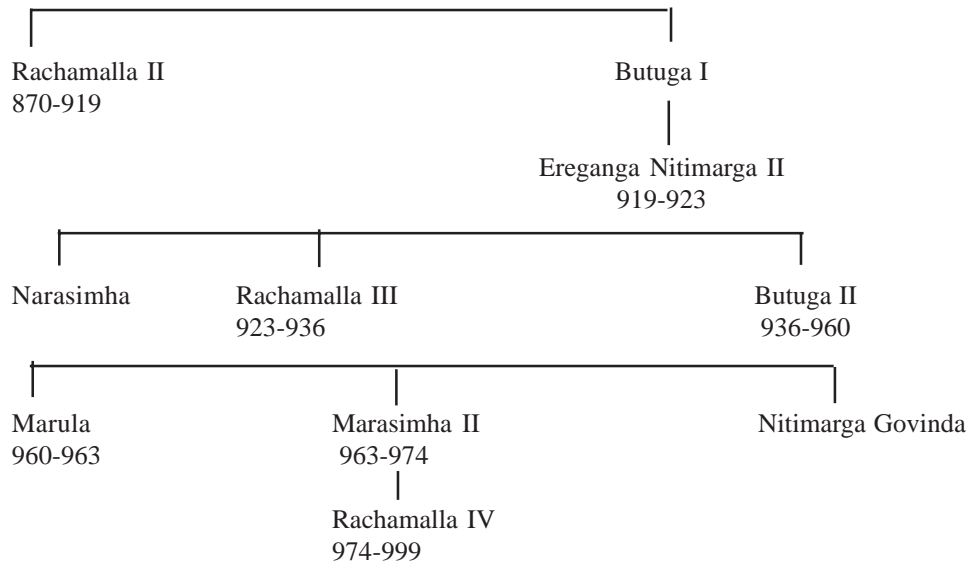 Rachamalla II Butuga I
870-919
Ereganga Nitimarga II
919-923
Narasimha Rachamalla III Butuga II
923-936 936-960
Marula Marasimha II Nitimarga Govinda
960-963 963-974
Rachamalla IV
974-999